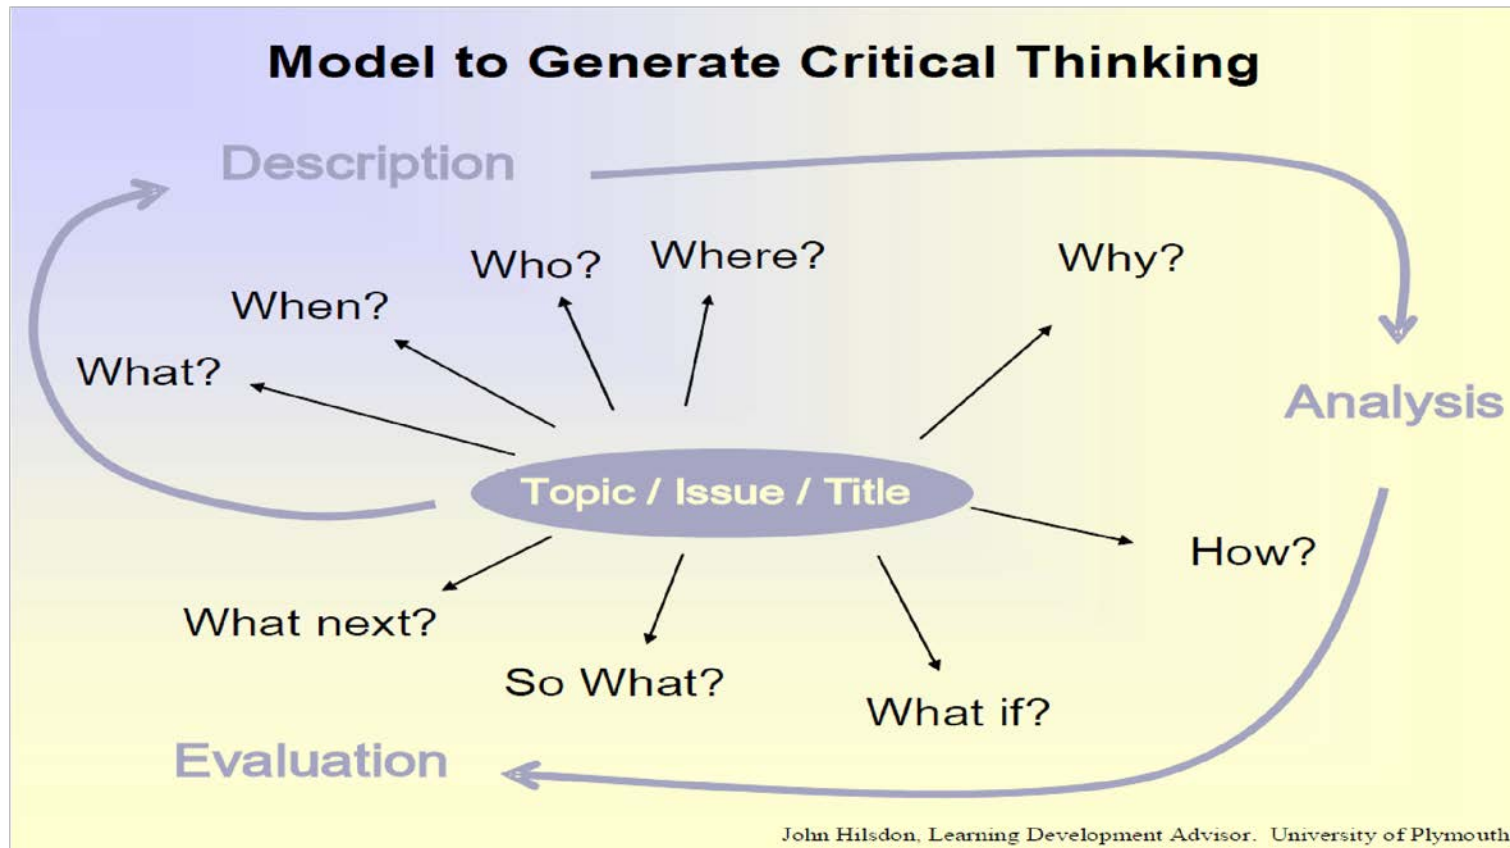 Model to Generate Critical Thinking
Description
Who?
Where?
Why?
When?
What?
Analysis
Topic / Issue / Title
How?
What next?
So What?
What if?
Evaluation
John Hilsdon, Learning Development Advisor. University of Plymouth